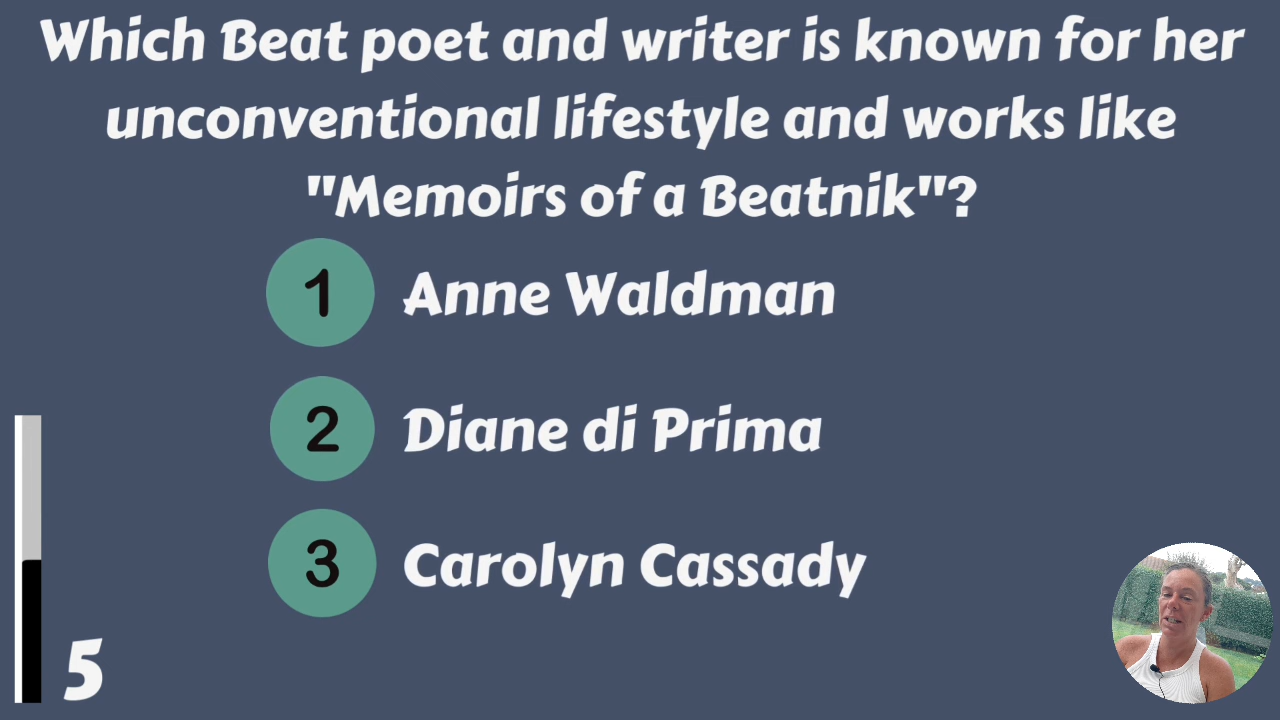 Which Beat poet and writer is known for her
unconventional lifestyle and works like
"Memoirs of a Beatnik"?
1 Anne Waldman
2 Diane di Prima
3 Carolyn Cassady
5